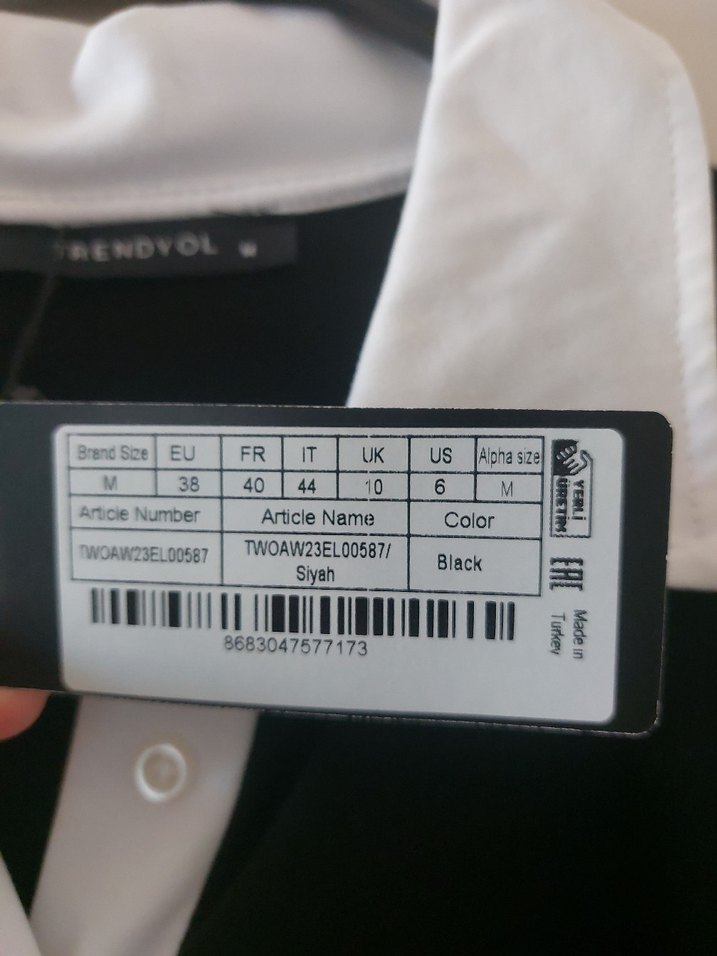 TRENDYOL M
Brand Size EU FR IT UK US Alpha size
M 38 40 44 10 6 M
Article Number Article Name Color
TWOAW23EL00587 TWOAW23EL00587/ Black
Siyah
8683047577173
YERLİ
ÜRETİM
EAC
Made in
Turkey